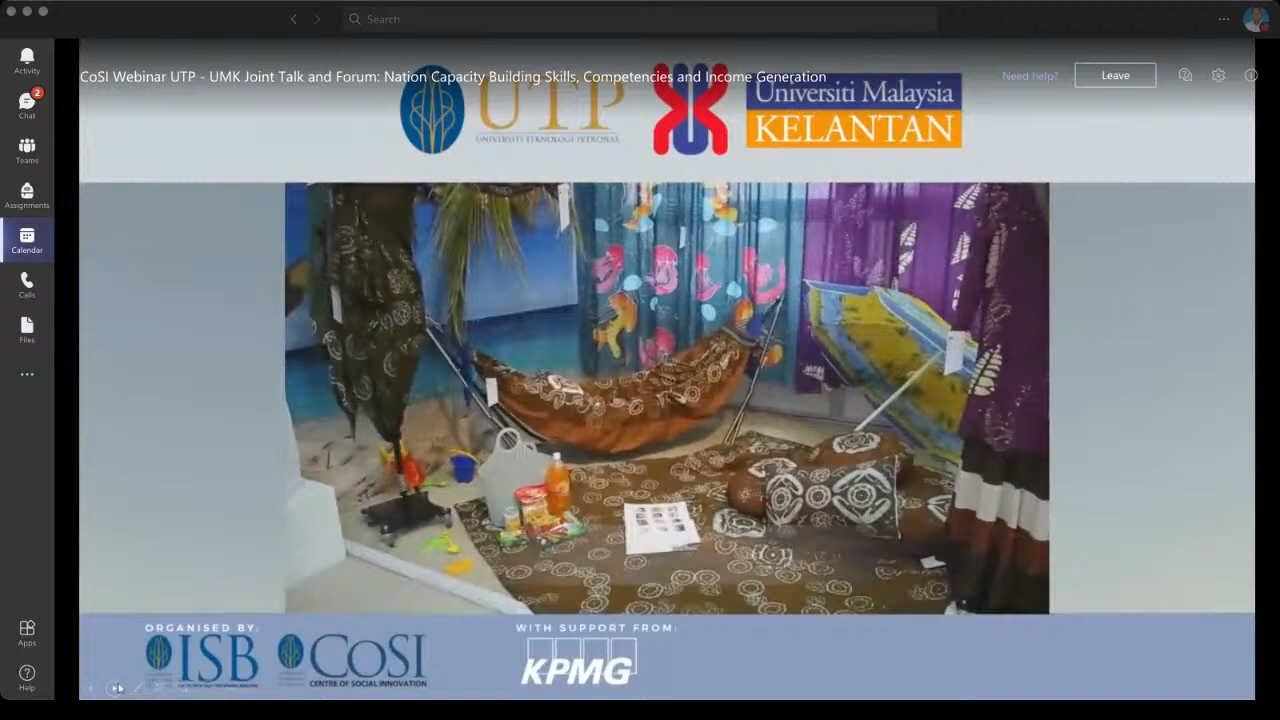 Search
Activity
2
Chat
Teams
Assignments
Calendar
Calls
Files
Apps
Help
CoSI Webinar UTP - UMK Joint Talk and Forum: Nation Capacity Building Skills, Competencies and Income Generation
Need help?
Leave
UTP
UNIVERSITI TEKNOLOGI PETRONAS
Universiti Malaysia
KELANTAN
ORGANISED BY:
ISB
CoSI
CENTRE OF SOCIAL INNOVATION
WITH SUPPORT FROM:
KPMG